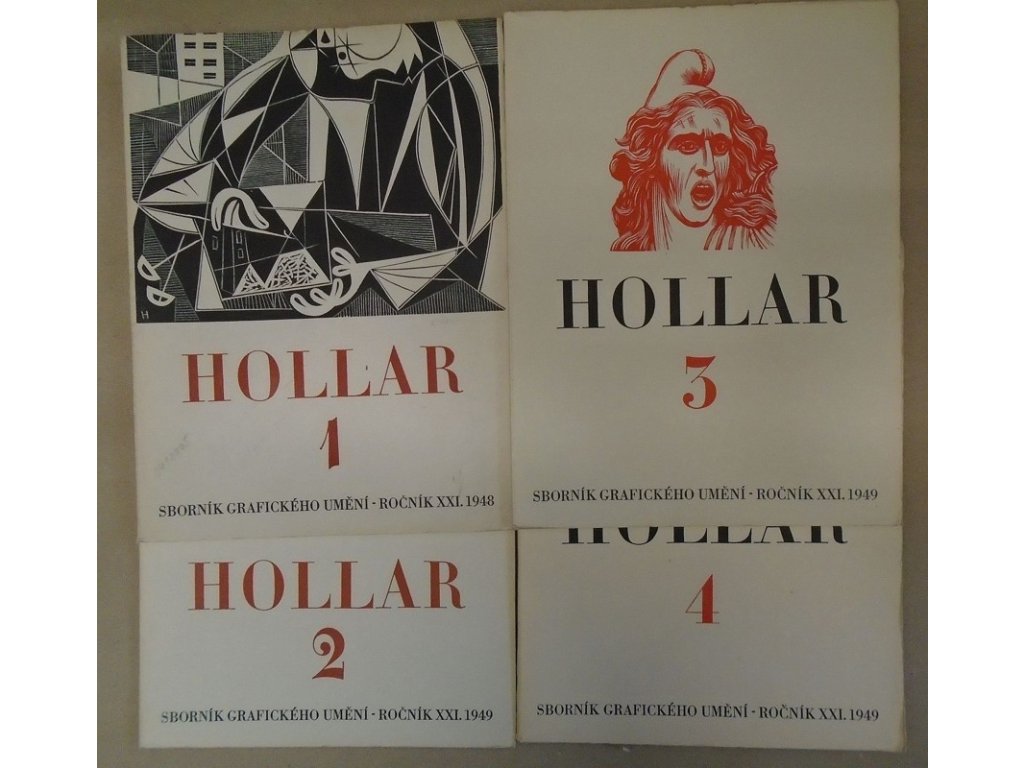 H
HOLLAR
1
SBORNÍK GRAFICKÉHO UMĚNÍ - ROČNÍK XXI. 1948
HOLLAR
3
SBORNÍK GRAFICKÉHO UMĚNÍ - ROČNÍK XXI. 1949
HOLLAR
2
SBORNÍK GRAFICKÉHO UMĚNÍ - ROČNÍK XXI. 1949
HOLLAR
4
SBORNÍK GRAFICKÉHO UMĚNÍ - ROČNÍK XXI. 1949